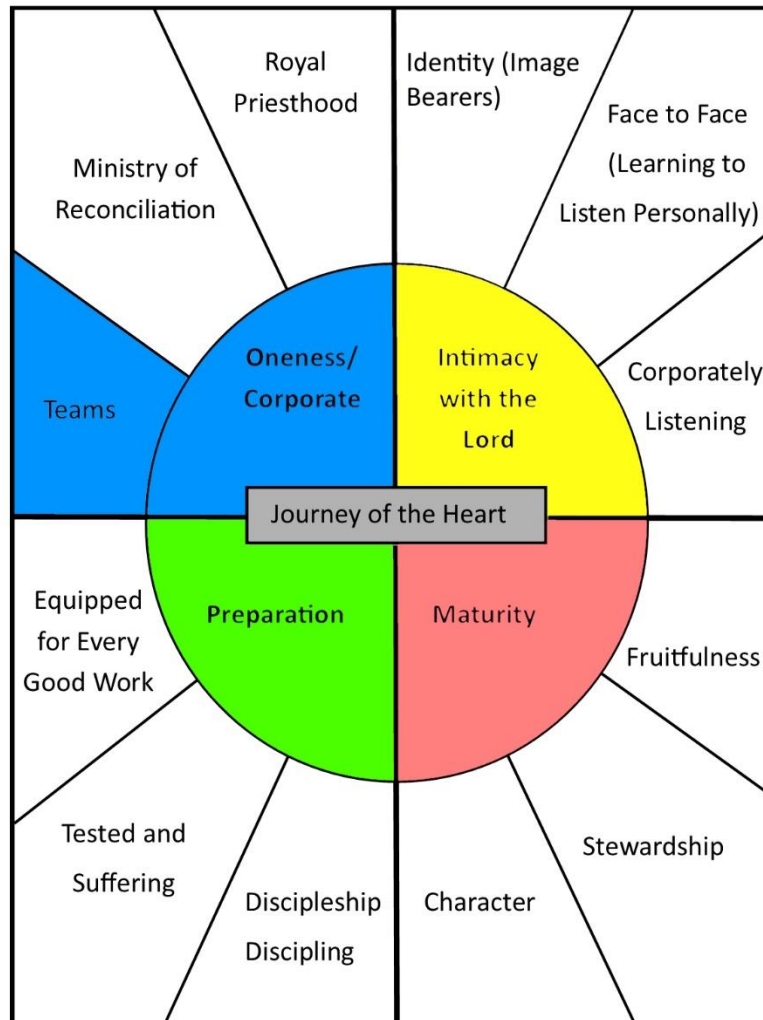 Royal
Priesthood
Identity (Image
Bearers)
Face to Face
(Learning to
Listen Personally)
Ministry of
Reconciliation
Oneness/
Corporate
Intimacy
with the
Lord
Corporately
Listening
Teams
Journey of the Heart
Equipped
for Every
Good Work
Preparation
Maturity
Fruitfulness
Tested and
Suffering
Discipleship
Discipling
Character
Stewardship